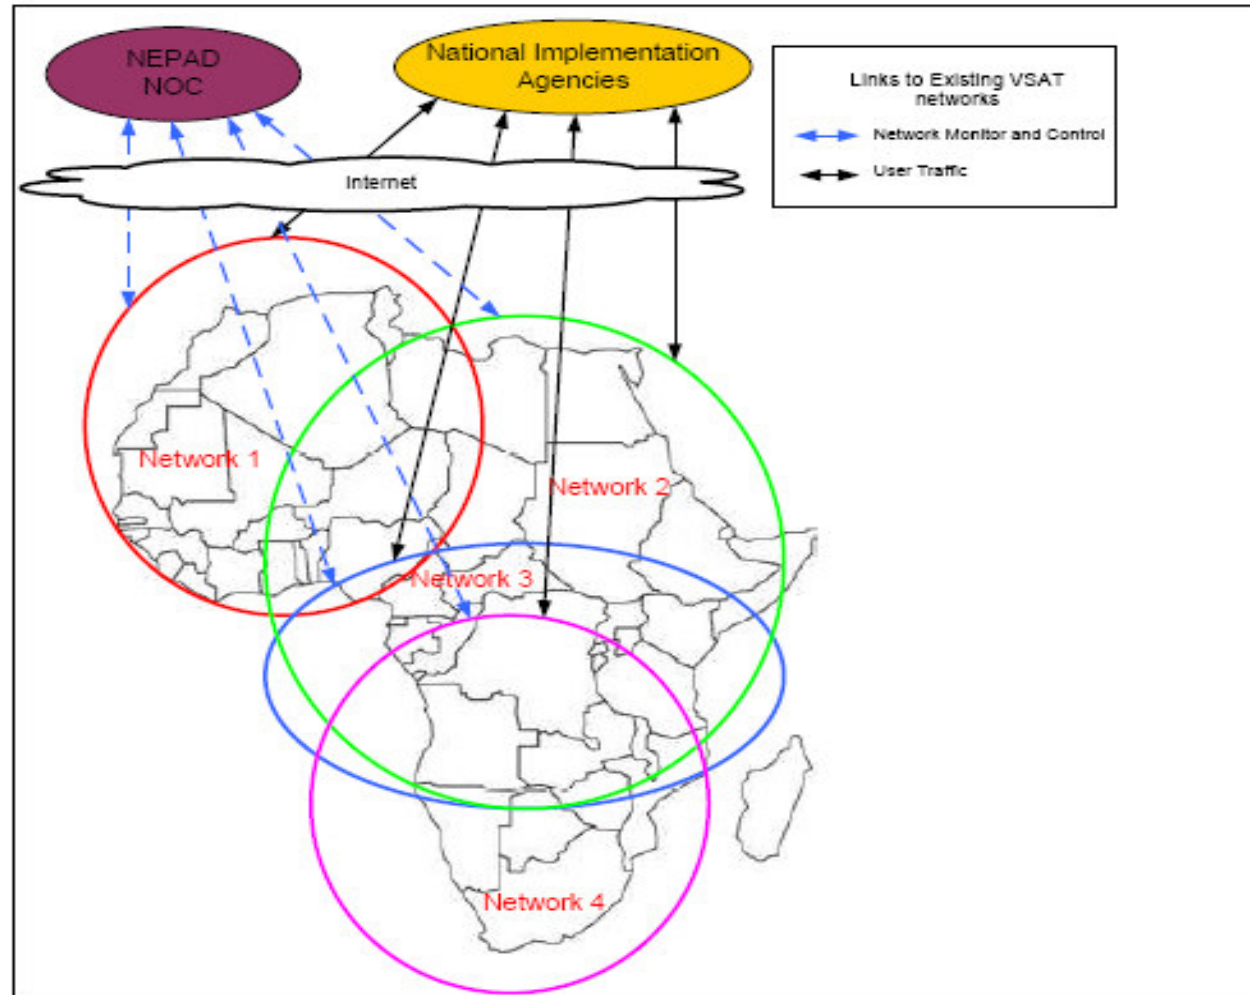 NEPAD
NOC
National Implementation
Agencies
Links to Existing VSAT
networks
Network Monitor and Control
User Traffic
Internet
Network 1
Network 2
Network 3
Network 4